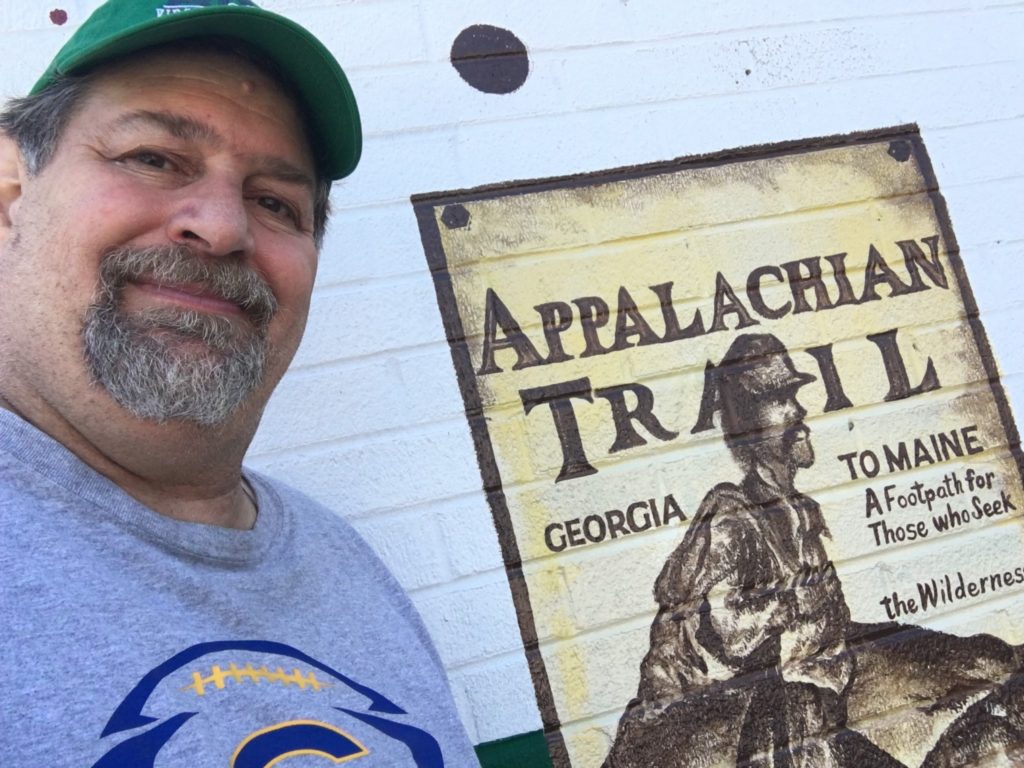 APPALACHIAN
TRAIL
GEORGIA
TO MAINE
A Footpath for
Those who Seek
the Wilderness
C